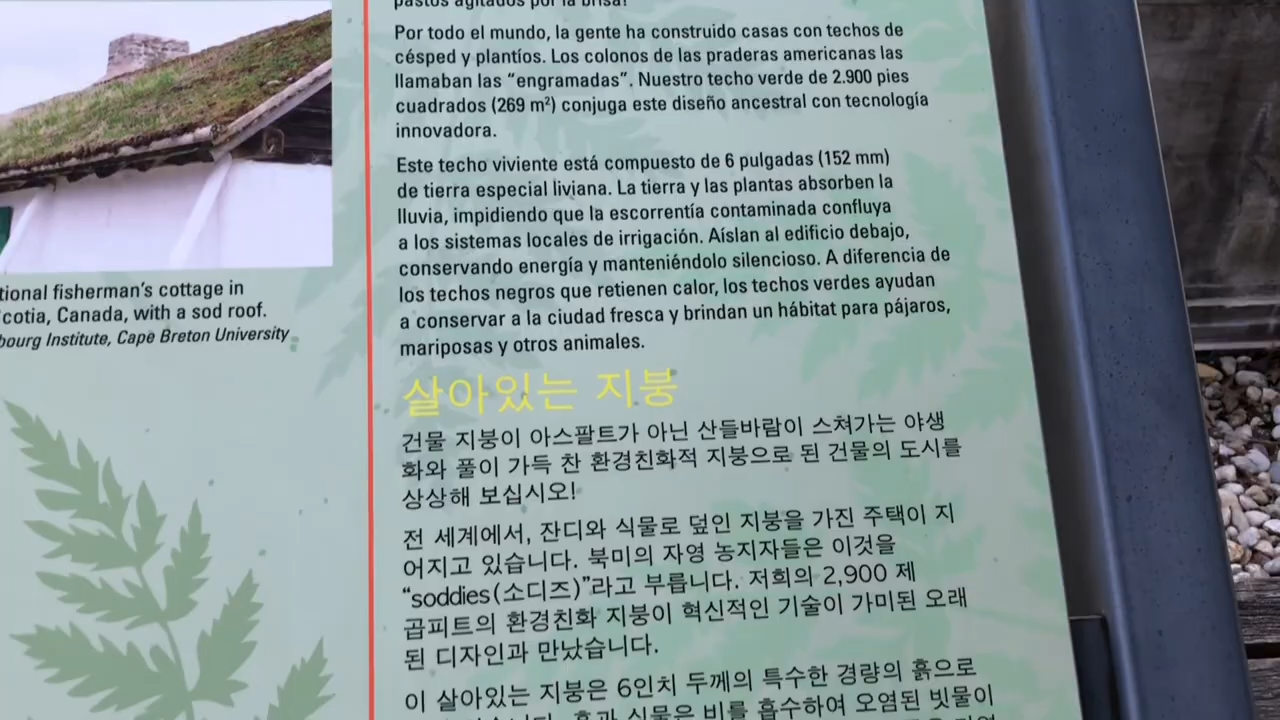 tional fisherman's cottage in
cotia, Canada, with a sod roof.
bourg Institute, Cape Breton University
pastos agitados por la brisa!
Por todo el mundo, la gente ha construido casas con techos de
césped y plantíos. Los colonos de las praderas americanas las
llamaban las “engramadas”. Nuestro techo verde de 2.900 pies
cuadrados (269 m²) conjuga este diseño ancestral con tecnología
innovadora.
Este techo viviente está compuesto de 6 pulgadas (152 mm)
de tierra especial liviana. La tierra y las plantas absorben la
lluvia, impidiendo que la escorrentía contaminada confluya
a los sistemas locales de irrigación. Aíslan al edificio debajo,
conservando energía y manteniéndolo silencioso. A diferencia de
los techos negros que retienen calor, los techos verdes ayudan
a conservar a la ciudad fresca y brindan un hábitat para pájaros,
mariposas y otros animales.
살아있는 지붕
건물 지붕이 아스팔트가 아닌 산들바람이 스쳐가는 야생
화와 풀이 가득 찬 환경친화적 지붕으로 된 건물의 도시를
상상해 보십시오!
전 세계에서, 잔디와 식물로 덮인 지붕을 가진 주택이 지
어지고 있습니다. 북미의 자영 농지자들은 이것을
“soddies(소디즈)”라고 부릅니다. 저희의 2,900 제
곱피트의 환경친화 지붕이 혁신적인 기술이 가미된 오래
된 디자인과 만났습니다.
이 살아있는 지붕은 6인치 두께의 특수한 경량의 흙으로
식물은 비를 흡수하여 오염된 빗물이